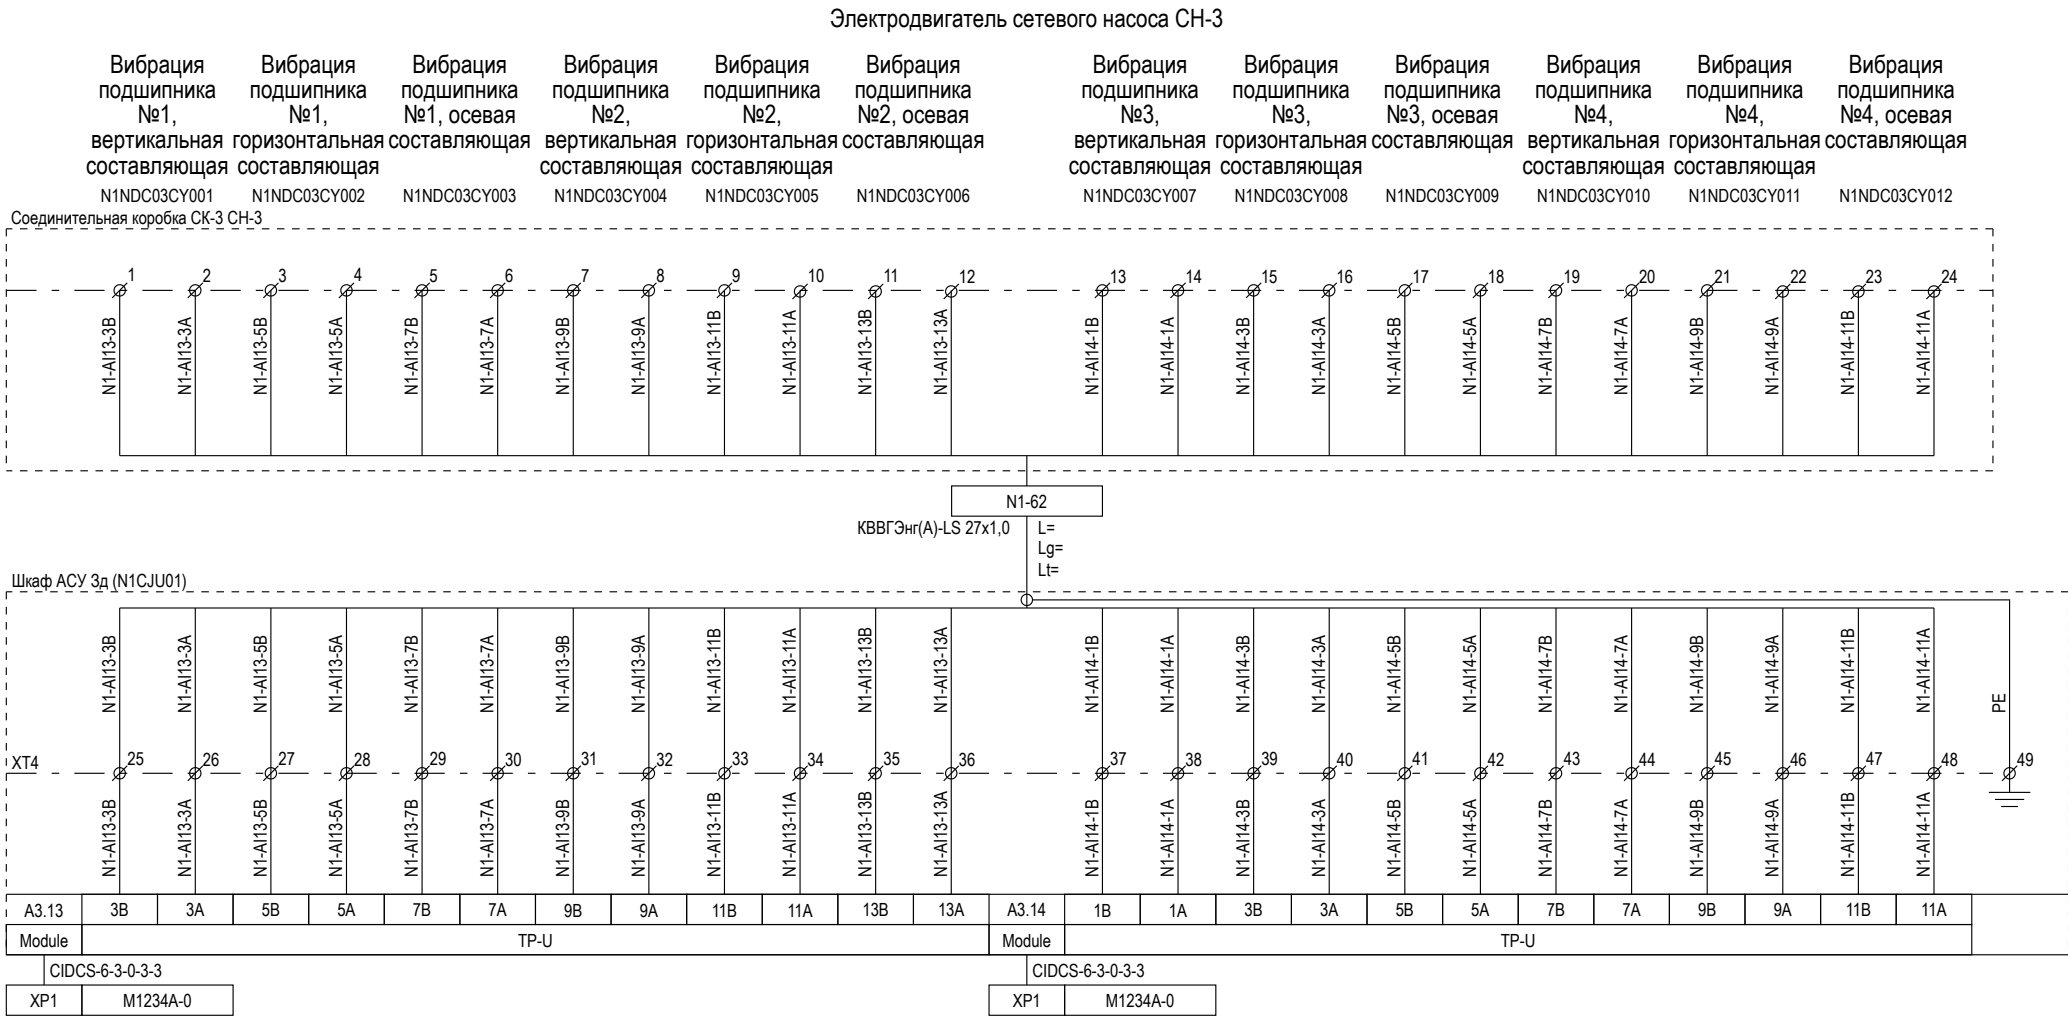 Электродвигатель сетевого насоса СН-3
Вибрация подшипника №1, вертикальная составляющая
Вибрация подшипника №1, горизонтальная составляющая
Вибрация подшипника №1, осевая составляющая
Вибрация подшипника №2, вертикальная составляющая
Вибрация подшипника №2, горизонтальная составляющая
Вибрация подшипника №2, осевая составляющая
Вибрация подшипника №3, вертикальная составляющая
Вибрация подшипника №3, горизонтальная составляющая
Вибрация подшипника №3, осевая составляющая
Вибрация подшипника №4, вертикальная составляющая
Вибрация подшипника №4, горизонтальная составляющая
Вибрация подшипника №4, осевая составляющая
N1NDC03CY001 N1NDC03CY002 N1NDC03CY003 N1NDC03CY004 N1NDC03CY005 N1NDC03CY006 N1NDC03CY007 N1NDC03CY008 N1NDC03CY009 N1NDC03CY010 N1NDC03CY011 N1NDC03CY012
Соединительная коробка СК-3 СН-3
1 2 3 4 5 6 7 8 9 10 11 12 13 14 15 16 17 18 19 20 21 22 23 24
N1-AI13-3B N1-AI13-3A N1-AI13-5B N1-AI13-5A N1-AI13-7B N1-AI13-7A N1-AI13-9B N1-AI13-9A N1-AI13-11B N1-AI13-11A N1-AI13-13B N1-AI13-13A N1-AI14-1B N1-AI14-1A N1-AI14-3B N1-AI14-3A N1-AI14-5B N1-AI14-5A N1-AI14-7B N1-AI14-7A N1-AI14-9B N1-AI14-9A N1-AI14-11B N1-AI14-11A
N1-62
КВВГЭнг(А)-LS 27x1,0 L=
Lg=
Lt=
Шкаф АСУ 3д (N1CJU01)
N1-AI13-3B N1-AI13-3A N1-AI13-5B N1-AI13-5A N1-AI13-7B N1-AI13-7A N1-AI13-9B N1-AI13-9A N1-AI13-11B N1-AI13-11A N1-AI13-13B N1-AI13-13A N1-AI14-1B N1-AI14-1A N1-AI14-3B N1-AI14-3A N1-AI14-5B N1-AI14-5A N1-AI14-7B N1-AI14-7A N1-AI14-9B N1-AI14-9A N1-AI14-11B N1-AI14-11A PE
XT4 25 26 27 28 29 30 31 32 33 34 35 36 37 38 39 40 41 42 43 44 45 46 47 48 49
N1-AI13-3B N1-AI13-3A N1-AI13-5B N1-AI13-5A N1-AI13-7B N1-AI13-7A N1-AI13-9B N1-AI13-9A N1-AI13-11B N1-AI13-11A N1-AI13-13B N1-AI13-13A N1-AI14-1B N1-AI14-1A N1-AI14-3B N1-AI14-3A N1-AI14-5B N1-AI14-5A N1-AI14-7B N1-AI14-7A N1-AI14-9B N1-AI14-9A N1-AI14-11B N1-AI14-11A
A3.13 3B 3A 5B 5A 7B 7A 9B 9A 11B 11A 13B 13A A3.14 1B 1A 3B 3A 5B 5A 7B 7A 9B 9A 11B 11A
Module TP-U Module TP-U
CIDCS-6-3-0-3-3 CIDCS-6-3-0-3-3
XP1 M1234A-0 XP1 M1234A-0